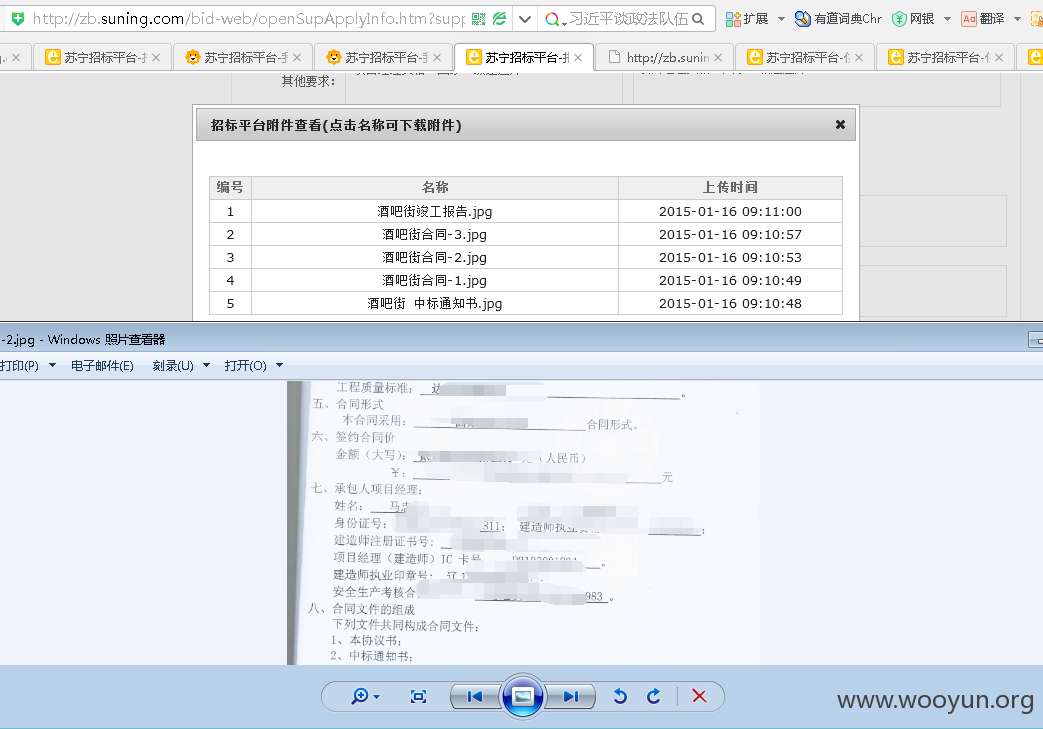 http://zb.suning.com/bid-web/openSupApplyInfo.htm?supp 习近平谈政法队伍 扩展 有道词典Chr 网银 Aa 翻译
苏宁招标平台- 苏宁招标平台- 苏宁招标平台- 苏宁招标平台- http://zb.sunin 苏宁招标平台- 苏宁招标平台-
其他要求:
招标平台附件查看(点击名称可下载附件)
编号 名称 上传时间
1 酒吧街竣工报告.jpg 2015-01-16 09:11:00
2 酒吧街合同-3.jpg 2015-01-16 09:10:57
3 酒吧街合同-2.jpg 2015-01-16 09:10:53
4 酒吧街合同-1.jpg 2015-01-16 09:10:49
5 酒吧街 中标通知书.jpg 2015-01-16 09:10:48
-2.jpg - Windows 照片查看器
打印(P) 电子邮件(E) 刻录(U) 打开(O)
工程质量标准: 达
五、合同形式
本合同采用: 合同形式。
六、签约合同价
金额(大写): (人民币)
¥: 元
七、承包人项目经理:
姓名: 马
身份证号: 311; 建造师执业
建造师注册证书号:
项目经理(建造师)IC 卡号 。
建造师执业印章号: 辽
安全生产考核合 983 。
八、合同文件的组成
下列文件共同构成合同文件:
1、本协议书;
2、中标通知书;
www.wooyun.org